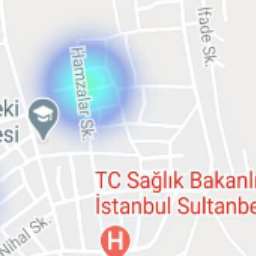 İfade Sk.
Hamzalar Sk.
eki
esi
TC Sağlık Bakanlı
İstanbul Sultanbe
H
Nihal Sk.